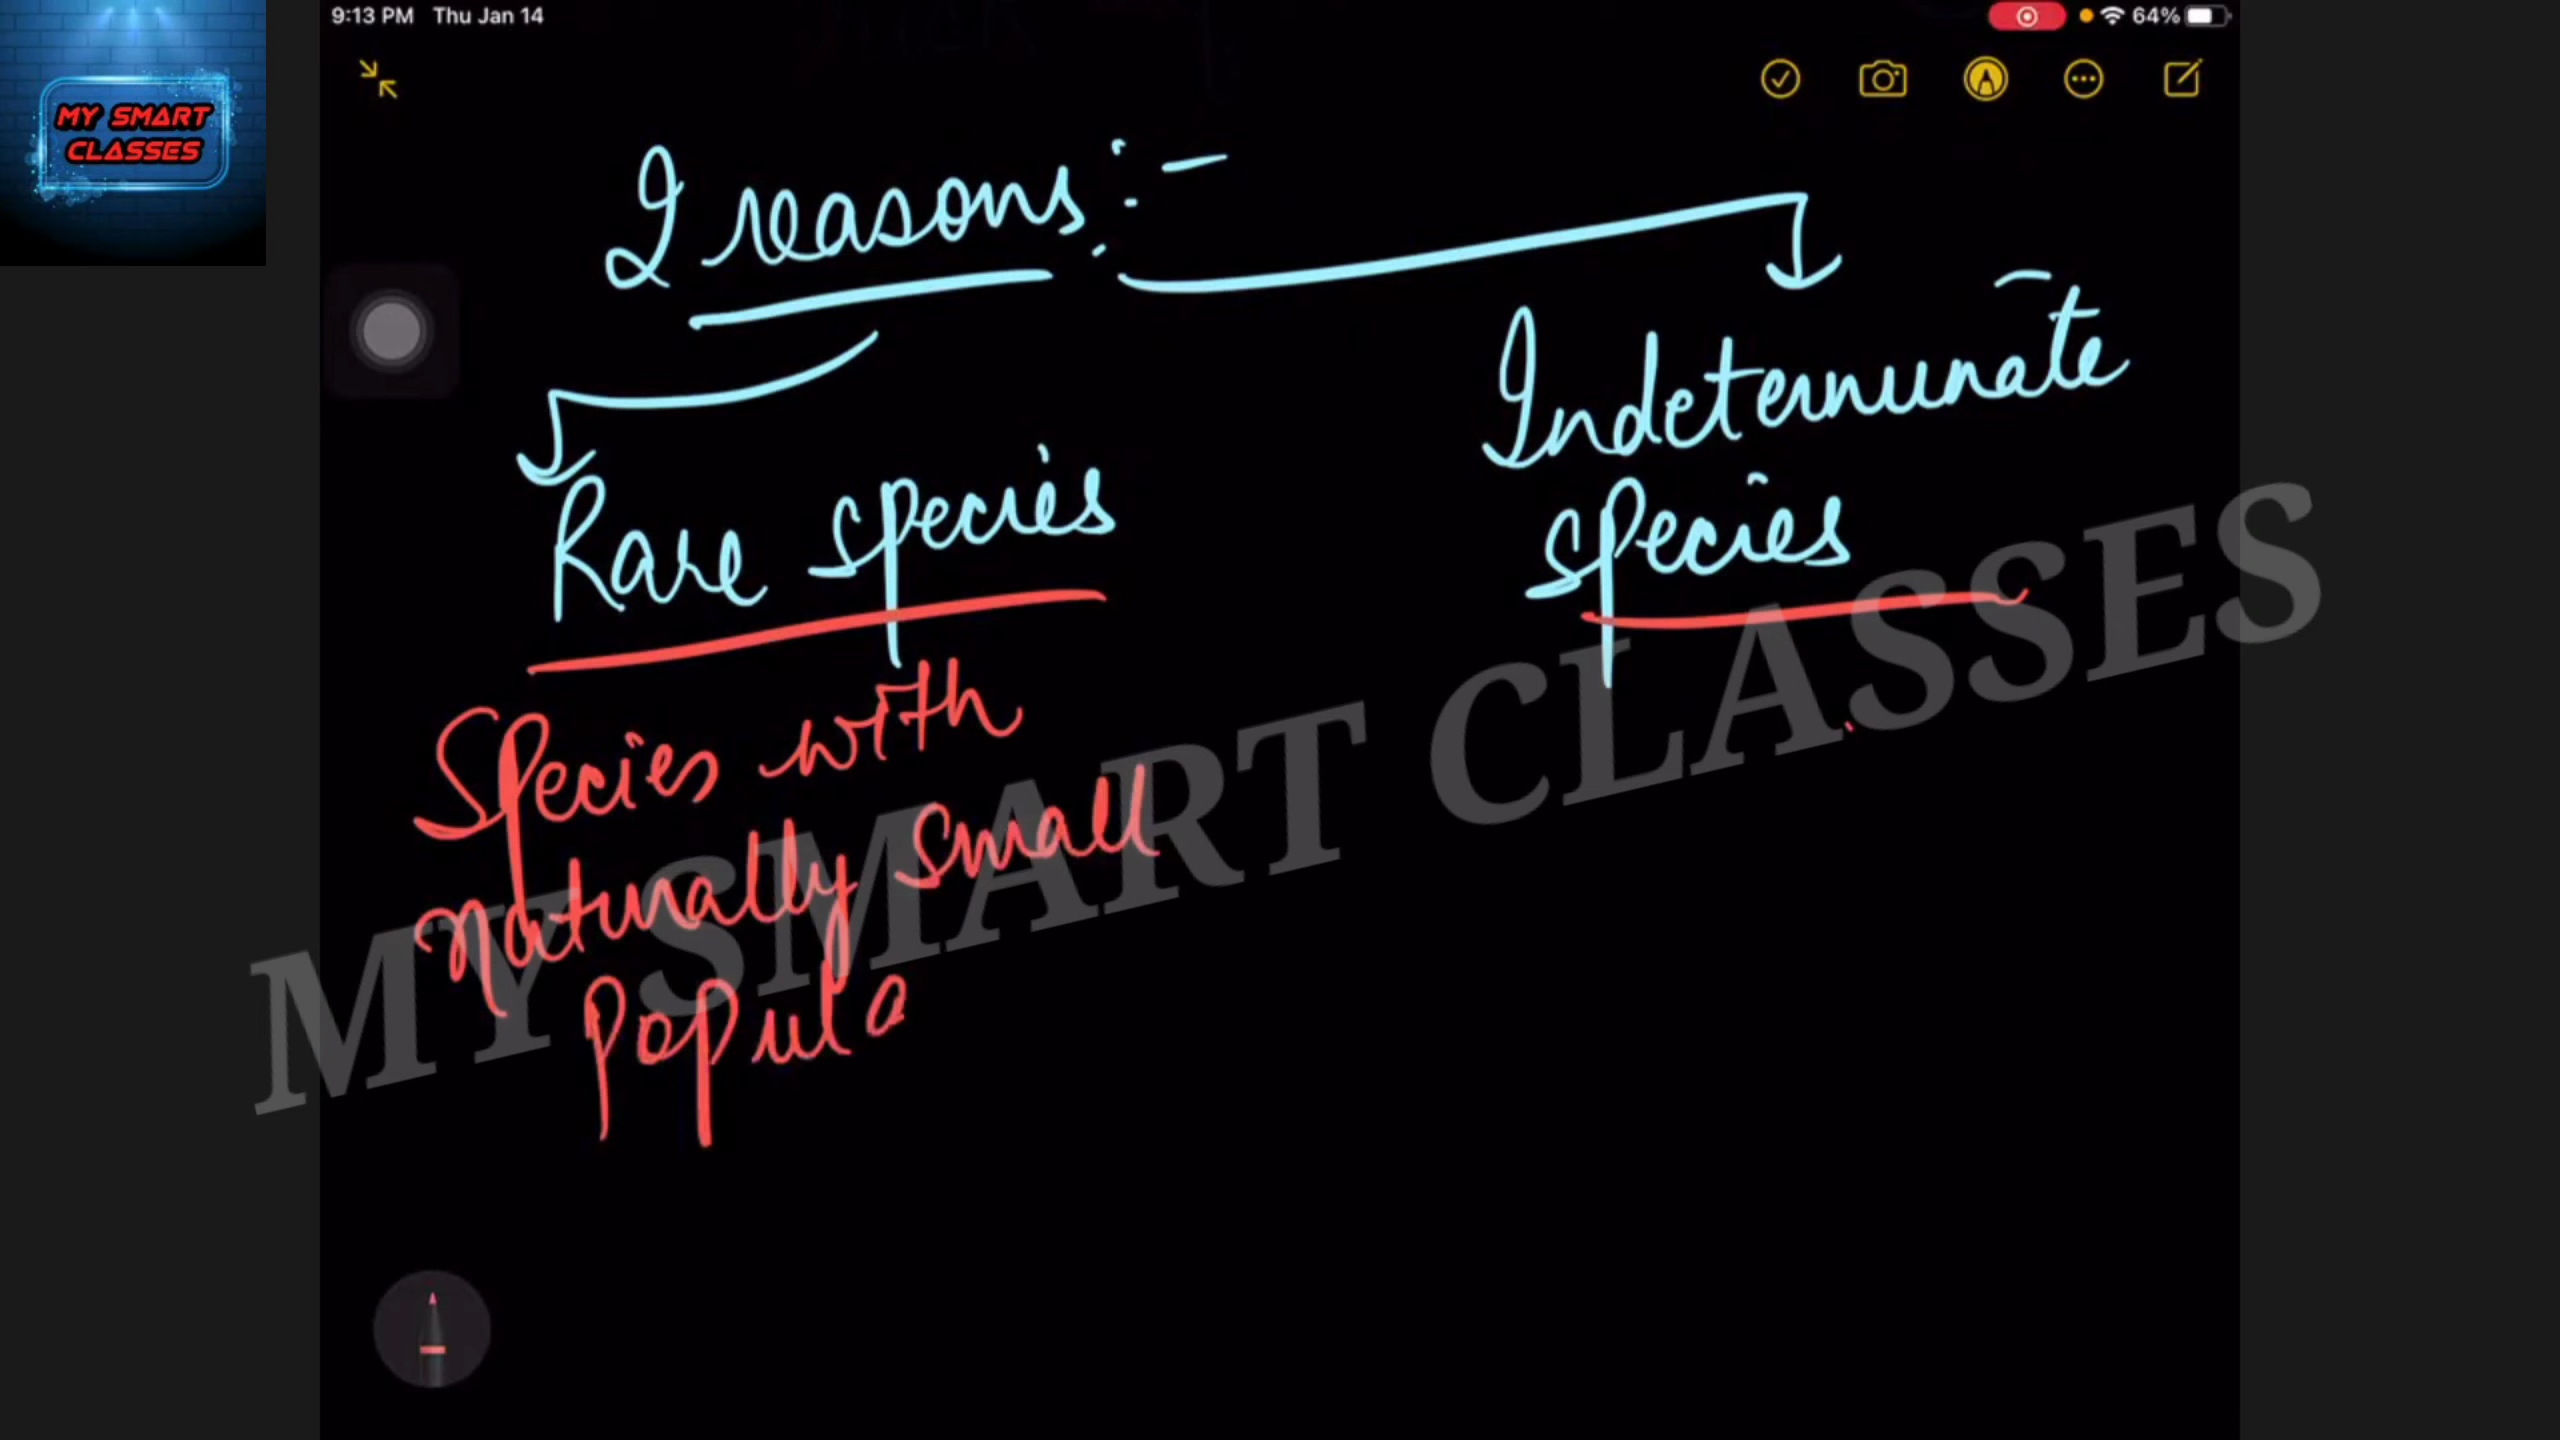 9:13 PM Thu Jan 14
64%
MY SMART
CLASSES
2 reasons:-
Rare species
Indeterminate
species
Species with
naturally small
popula
MY SMART CLASSES